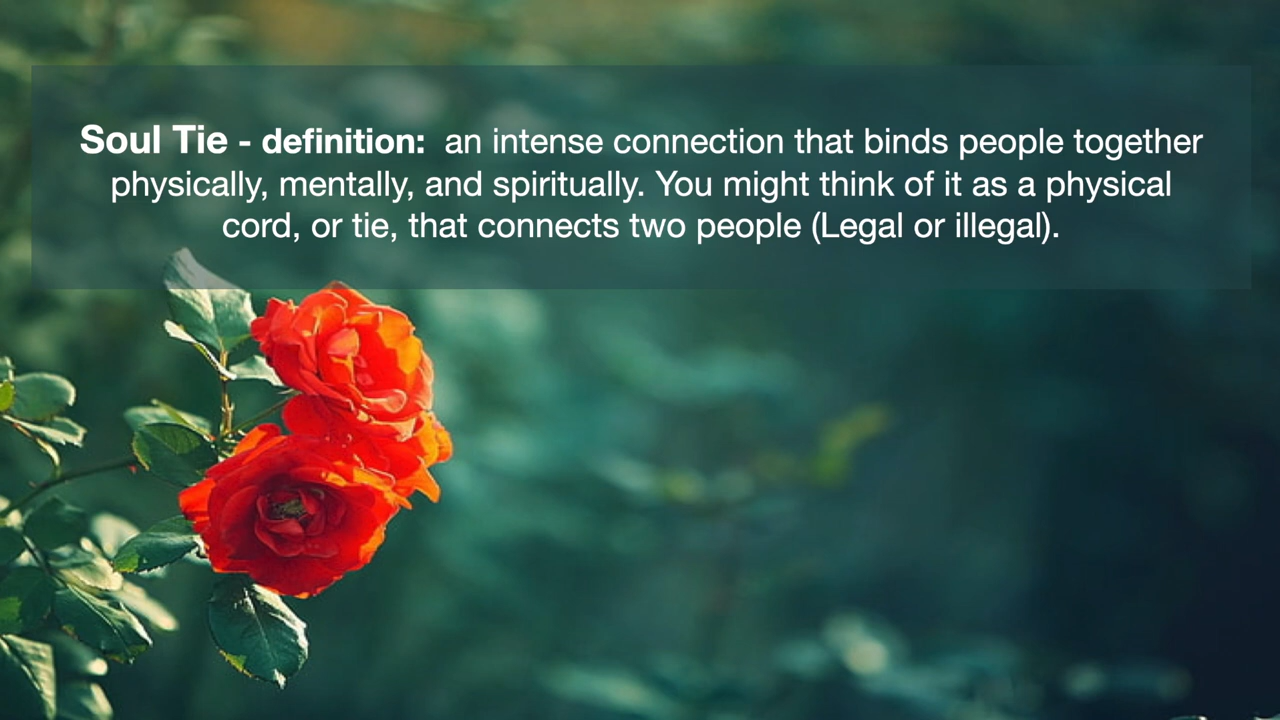 Soul Tie - definition:  an intense connection that binds people together
physically, mentally, and spiritually. You might think of it as a physical
cord, or tie, that connects two people (Legal or illegal).